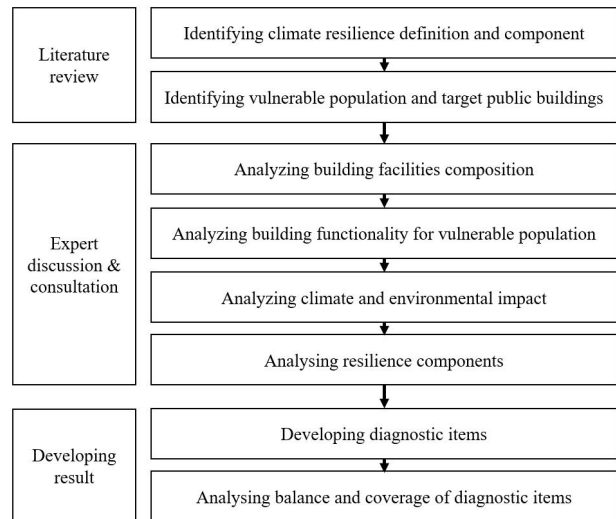 Literature
review
Identifying climate resilience definition and component
Identifying vulnerable population and target public buildings
Expert
discussion &
consultation
Analyzing building facilities composition
Analyzing building functionality for vulnerable population
Analyzing climate and environmental impact
Analysing resilience components
Developing
result
Developing diagnostic items
Analysing balance and coverage of diagnostic items